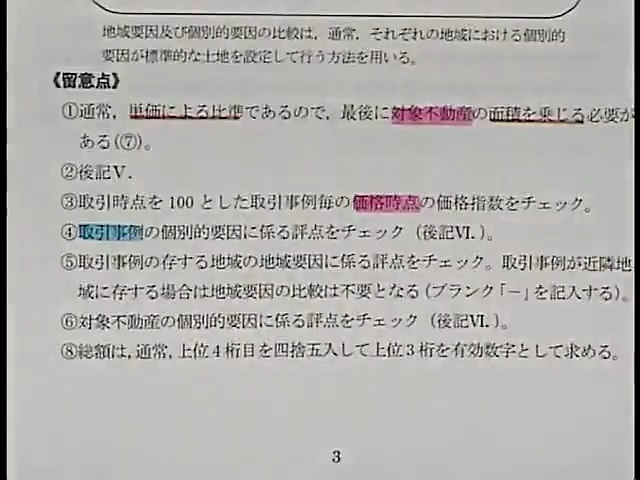 地域要因及び個別的要因の比較は，通常，それぞれの地域における個別的
要因が標準的な土地を設定して行う方法を用いる。
《留意点》
①通常，単価による比準であるので，最後に対象不動産の面積を乗じる必要が
ある(⑦)。
②後記Ⅴ．
③取引時点を100とした取引事例毎の価格時点の価格指数をチェック。
④取引事例の個別的要因に係る評点をチェック（後記Ⅵ.）。
⑤取引事例の存する地域の地域要因に係る評点をチェック。取引事例が近隣地
域に存する場合は地域要因の比較は不要となる(ブランク「－」を記入する)。
⑥対象不動産の個別的要因に係る評点をチェック（後記Ⅵ.）。
⑧総額は，通常，上位4桁目を四捨五入して上位3桁を有効数字として求める。
3